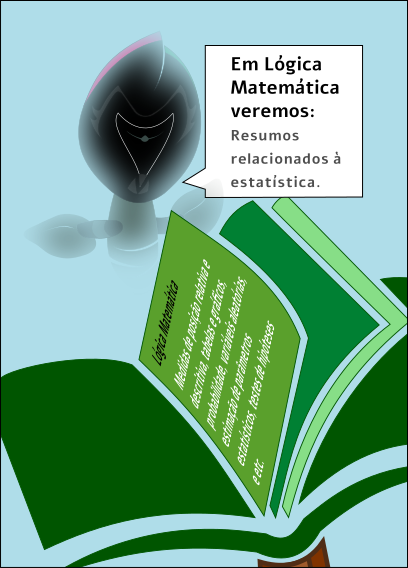 Em Lógica
Matemática
veremos:
Resumos
relacionados à
estatística.
Lógica Matemática
Medidas de posição relativa e
descritiva, tabelas e gráficos,
probabilidade, variáveis aleatórias,
estimação de parâmetros
estatísticos, testes de hipóteses
e etc.